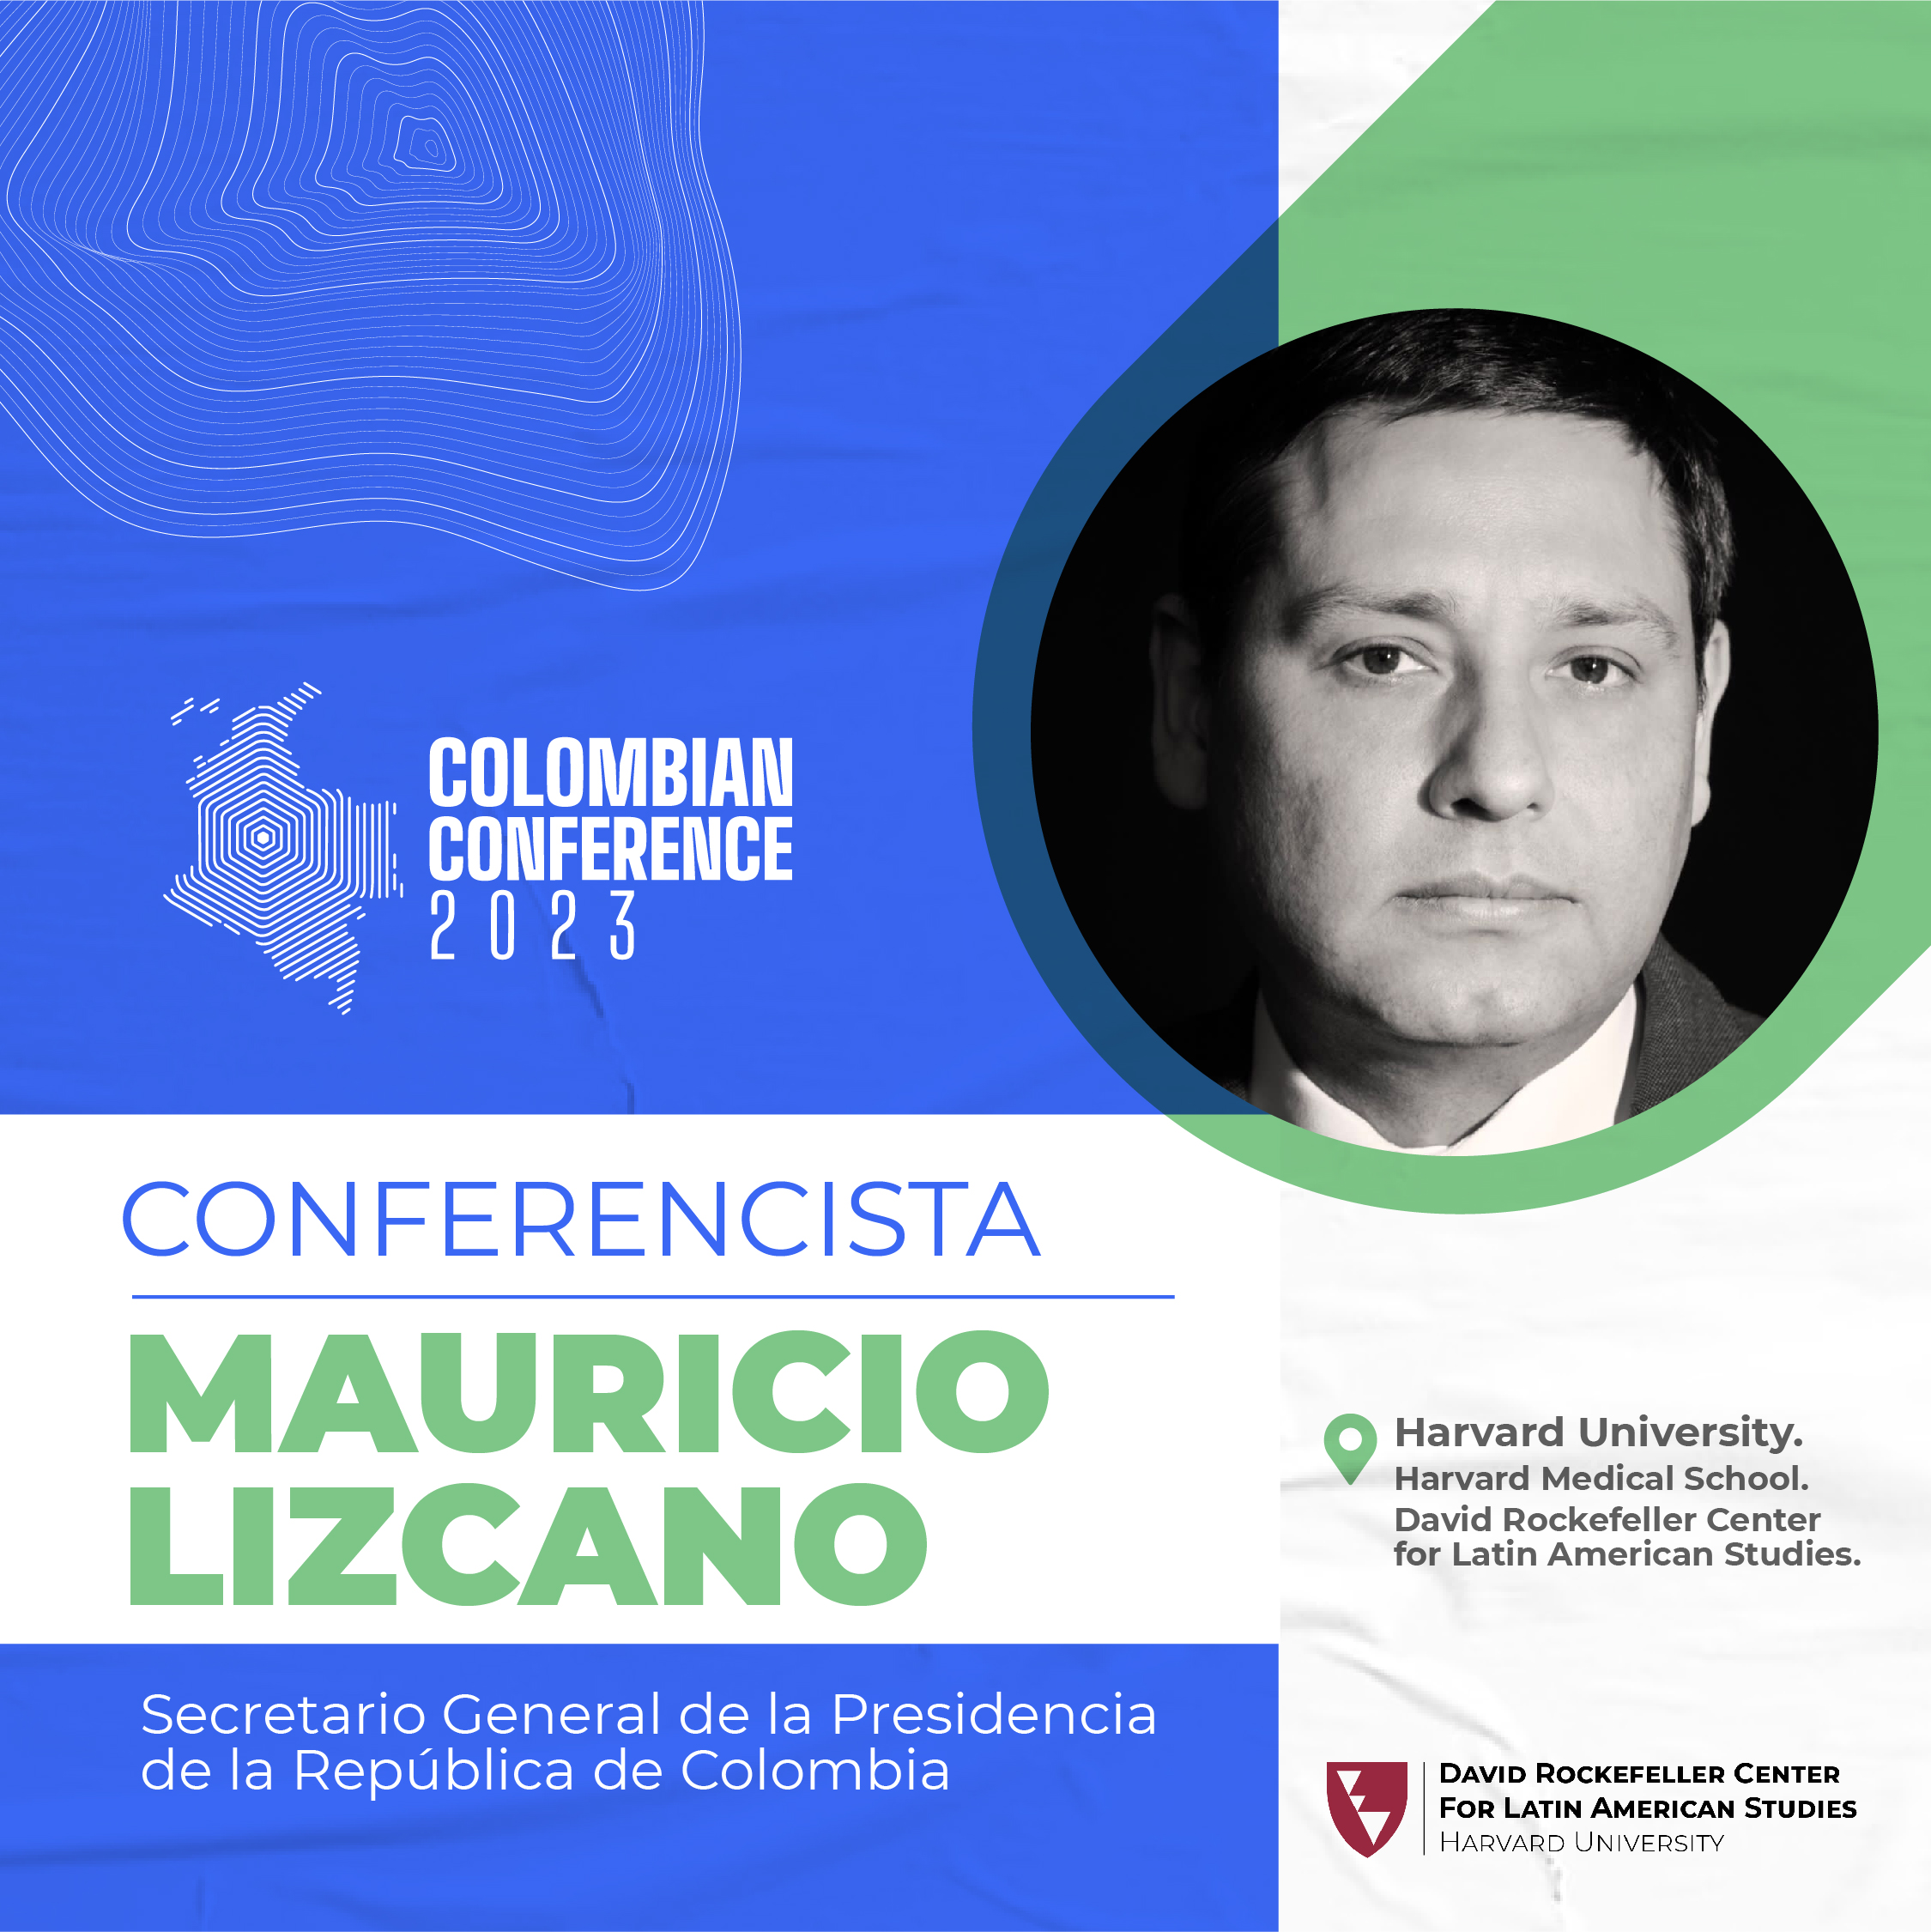 COLOMBIAN
CONFERENCE
2023
CONFERENCISTA
MAURICIO
LIZCANO
Secretario General de la Presidencia
de la República de Colombia
Harvard University.
Harvard Medical School.
David Rockefeller Center
for Latin American Studies.
DAVID ROCKEFELLER CENTER
FOR LATIN AMERICAN STUDIES
HARVARD UNIVERSITY